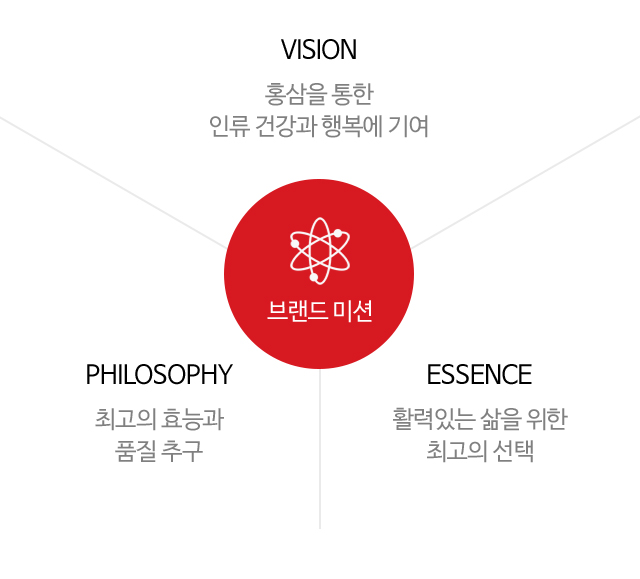 VISION
홍삼을 통한
인류 건강과 행복에 기여
브랜드 미션
PHILOSOPHY
최고의 효능과
품질 추구
ESSENCE
활력있는 삶을 위한
최고의 선택